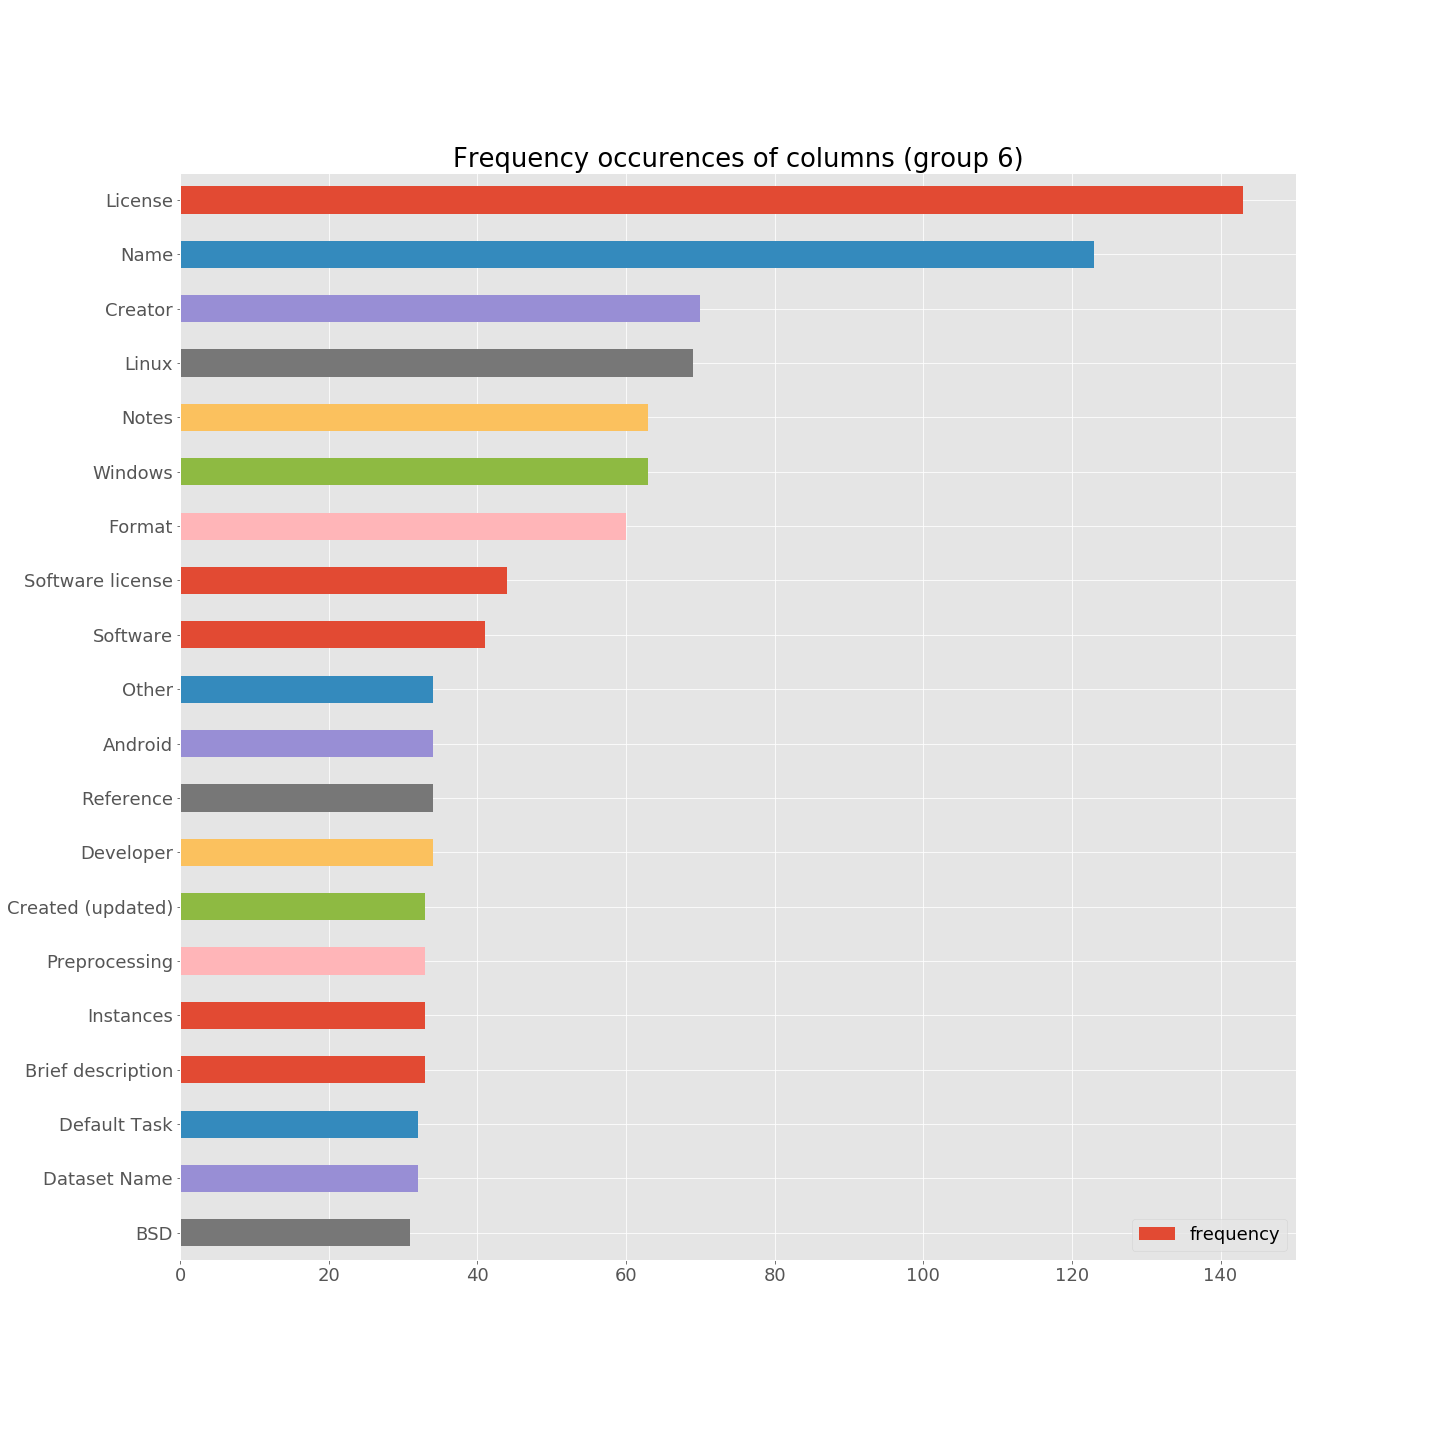 Frequency occurences of columns (group 6)
License
Name
Creator
Linux
Notes
Windows
Format
Software license
Software
Other
Android
Reference
Developer
Created (updated)
Preprocessing
Instances
Brief description
Default Task
Dataset Name
BSD
frequency
0 20 40 60 80 100 120 140